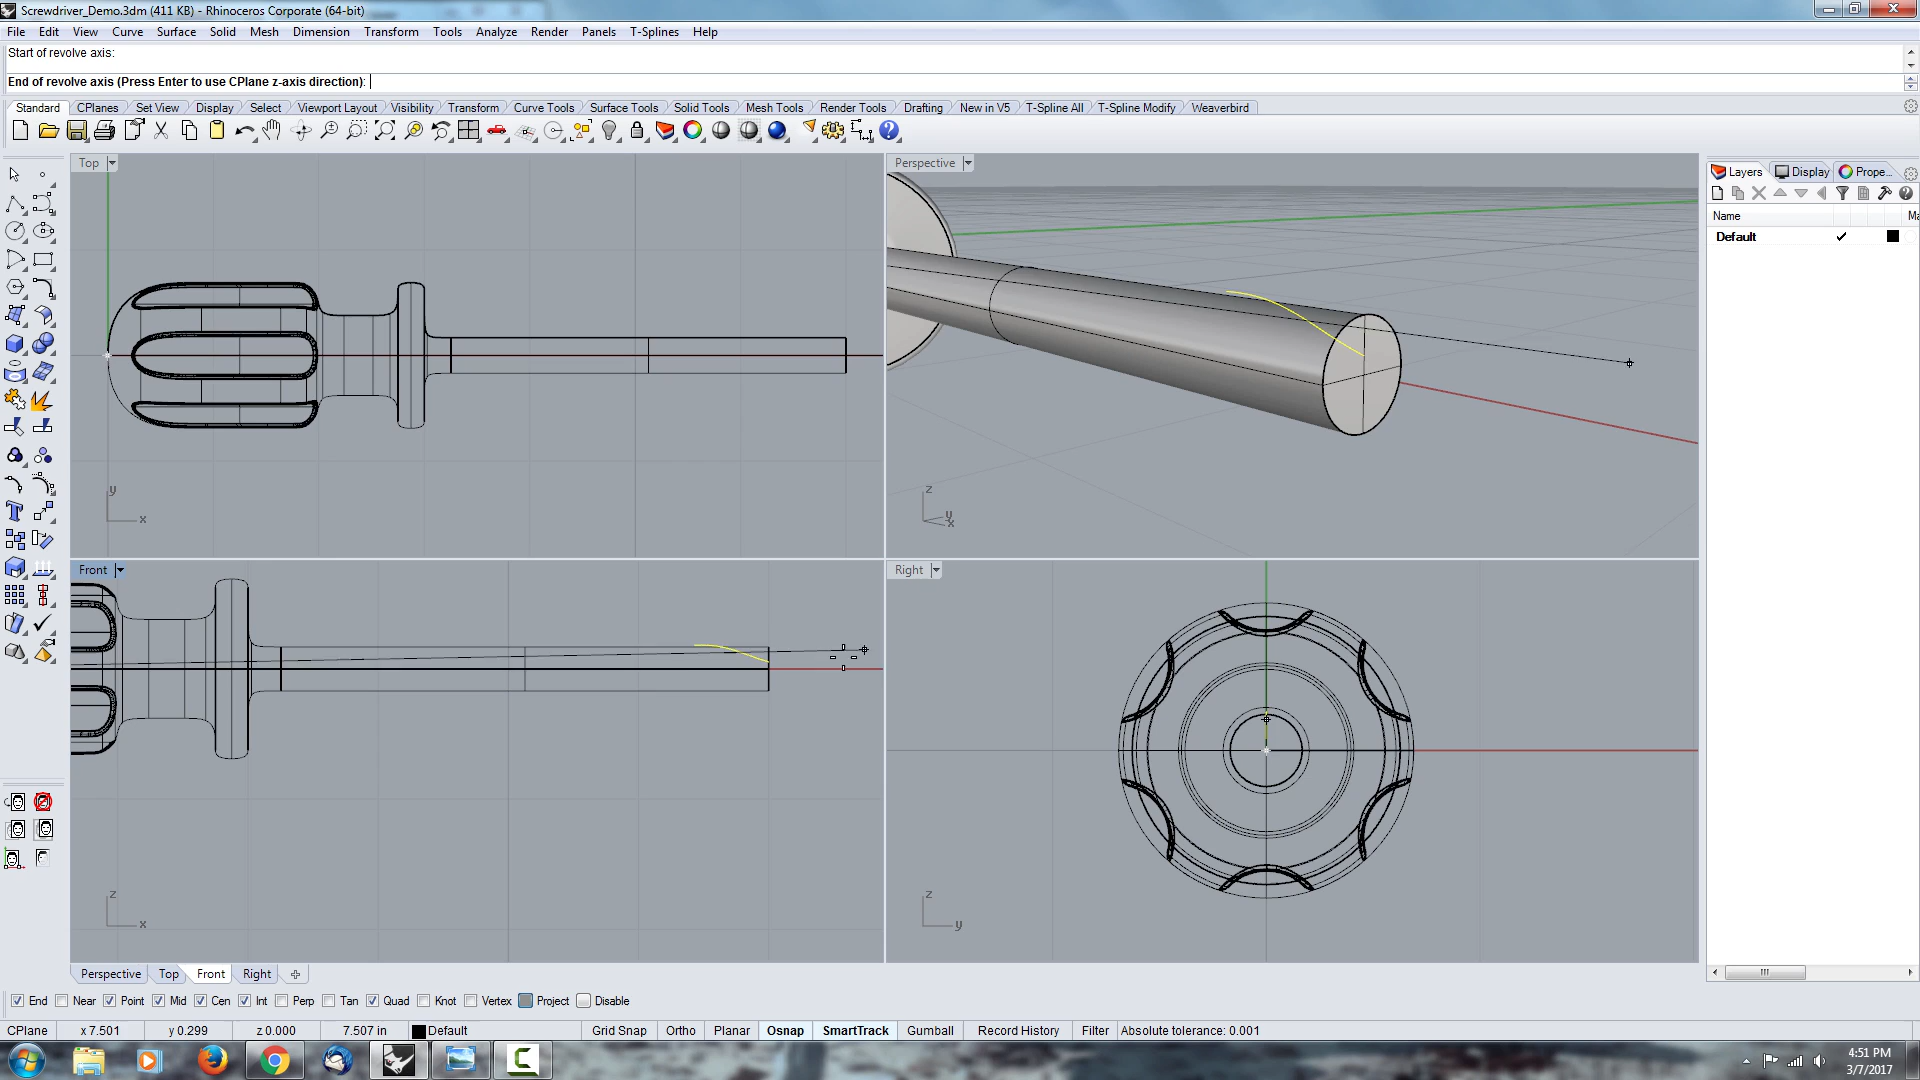 Screwdriver_Demo.3dm (411 KB) - Rhinoceros Corporate (64-bit)
File Edit View Curve Surface Solid Mesh Dimension Transform Tools Analyze Render Panels T-Splines Help
Start of revolve axis:
End of revolve axis (Press Enter to use CPlane z-axis direction):
Standard CPlanes Set View Display Select Viewport Layout Visibility Transform Curve Tools Surface Tools Solid Tools Mesh Tools Render Tools Drafting New in V5 T-Spline All T-Spline Modify Weaverbird
Top
Perspective
Layers Display Prope...
Name Ma
Default
y
x
z
y
x
Front
Right
z
x
z
y
Perspective Top Front Right
End Near Point Mid Cen Int Perp Tan Quad Knot Vertex Project Disable
CPlane x 7.501 y 0.299 z 0.000 7.507 in Default Grid Snap Ortho Planar Osnap SmartTrack Gumball Record History Filter Absolute tolerance: 0.001
4:51 PM
3/7/2017